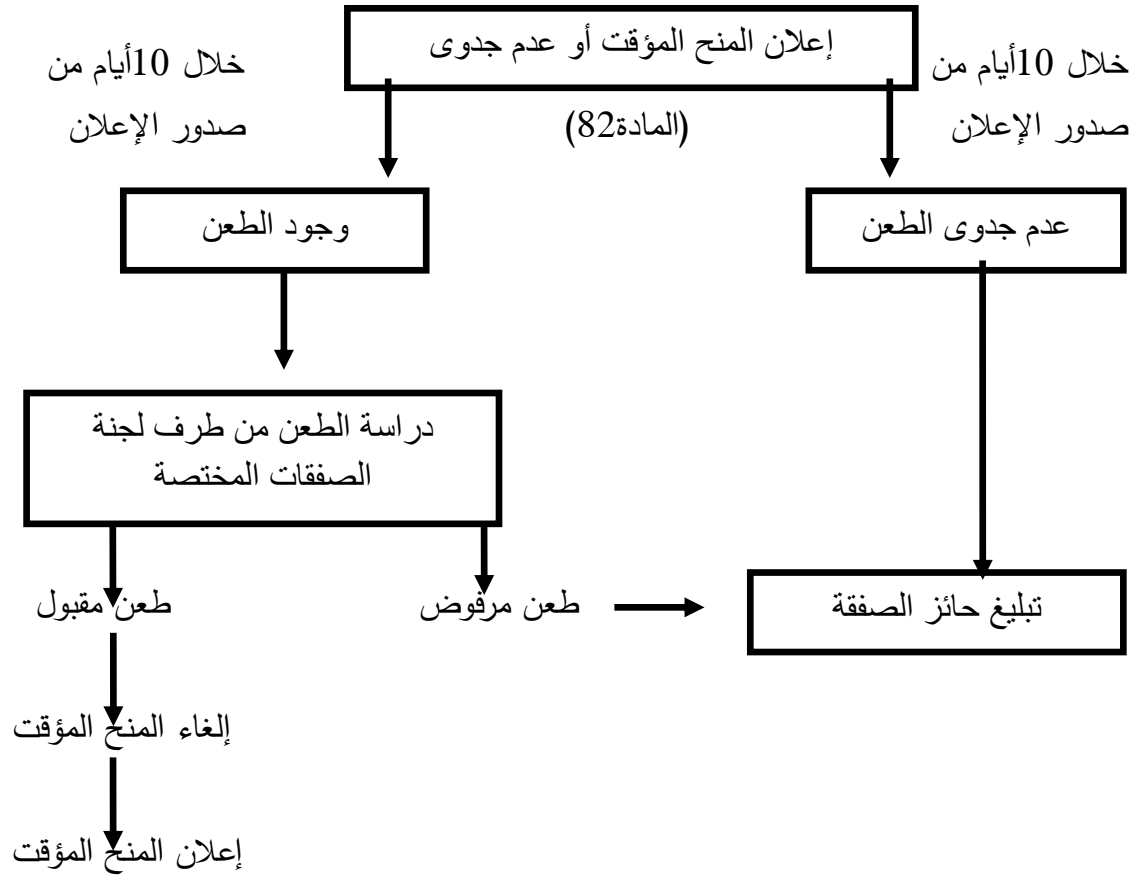 إعلان المنح المؤقت أو عدم جدوى
(المادة82)
خلال 10أيام من
صدور الإعلان
خلال 10أيام من
صدور الإعلان
عدم جدوى الطعن
وجود الطعن
دراسة الطعن من طرف لجنة
الصفقات المختصة
تبليغ حائز الصفقة
طعن مرفوض
طعن مقبول
إلغاء المنح المؤقت
إعلان المنح المؤقت